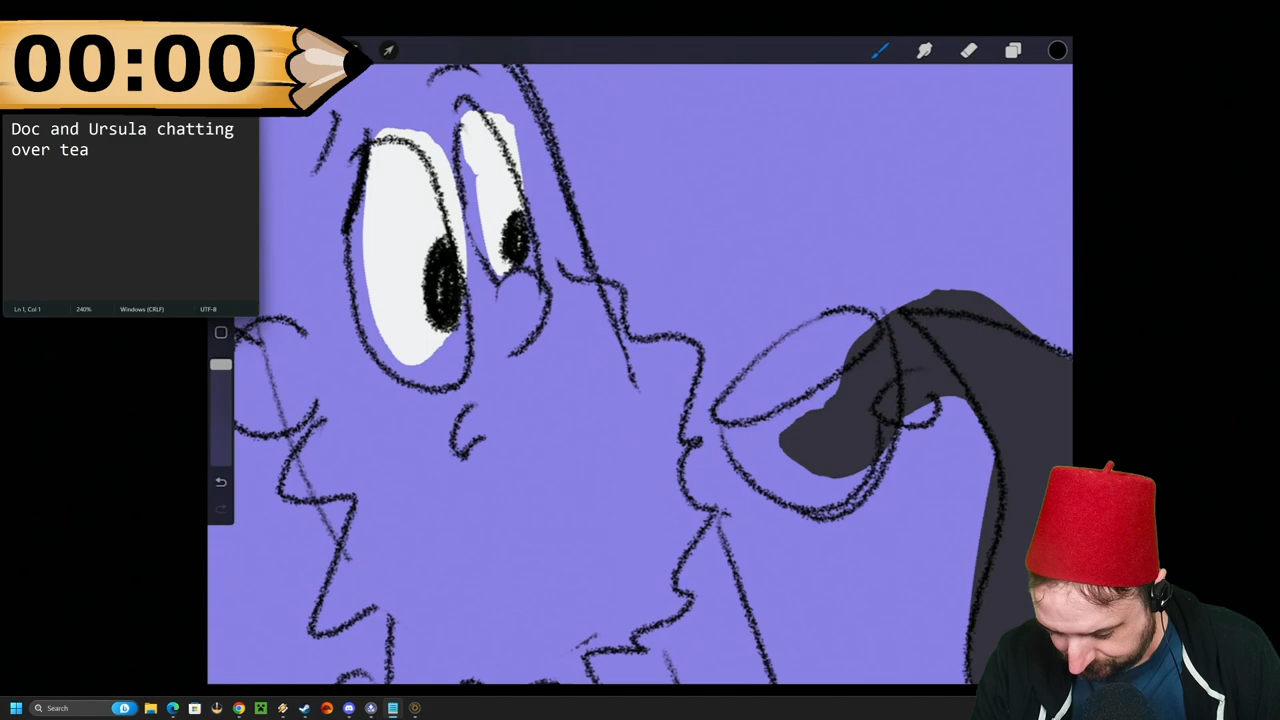 00:00
Doc and Ursula chatting
over tea
Ln 1, Col 1 240% Windows (CRLF) UTF-8
Search